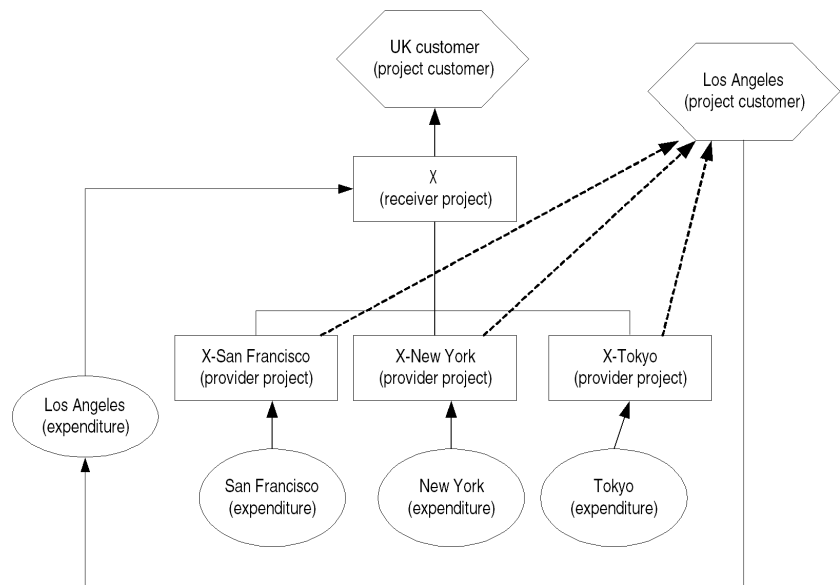 UK customer
(project customer)
Los Angeles
(project customer)
X
(receiver project)
X-San Francisco
(provider project)
X-New York
(provider project)
X-Tokyo
(provider project)
Los Angeles
(expenditure)
San Francisco
(expenditure)
New York
(expenditure)
Tokyo
(expenditure)